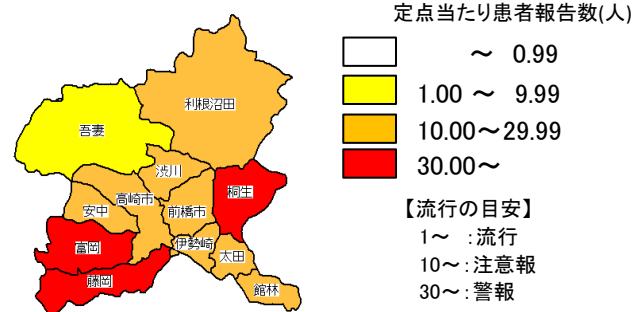 定点当たり患者報告数(人)
～ 0.99
1.00 ～ 9.99
10.00～29.99
30.00～
【流行の目安】
1～ :流行
10～:注意報
30～:警報
利根沼田
吾妻
渋川
桐生
高崎市
安中
前橋市
富岡
伊勢崎
太田
藤岡
館林